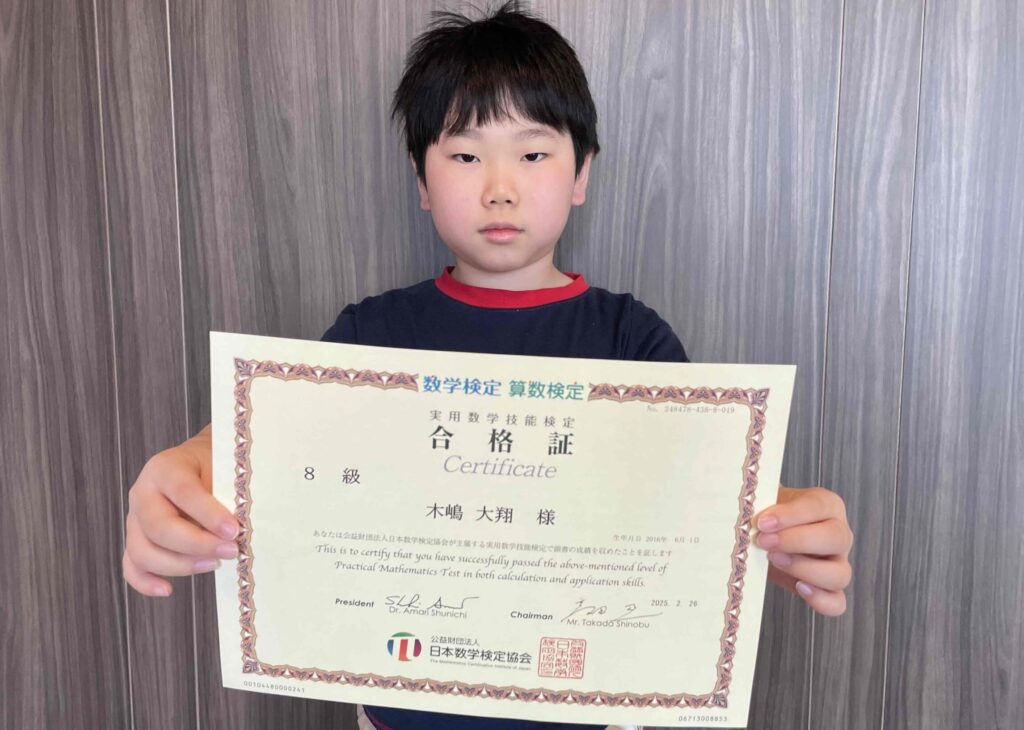 数学検定 算数検定
No. 248478-438-8-019
実用数学技能検定
合格証
Certificate
8 級
木嶋 大翔 様
生年月日 2016年 6月 1日
あなたは公益財団法人日本数学検定協会が主催する実用数学技能検定で頭書の成績を収めたことを証します
This is to certify that you have successfully passed the above-mentioned level of
Practical Mathematics Test in both calculation and application skills.
2025. 2. 26
President
Dr. Amari Shunichi
Chairman
Mr. Takada Shinobu
公益財団法人
日本数学検定協会
The Mathematics Certification Institute of Japan
00104480000261
06713008853